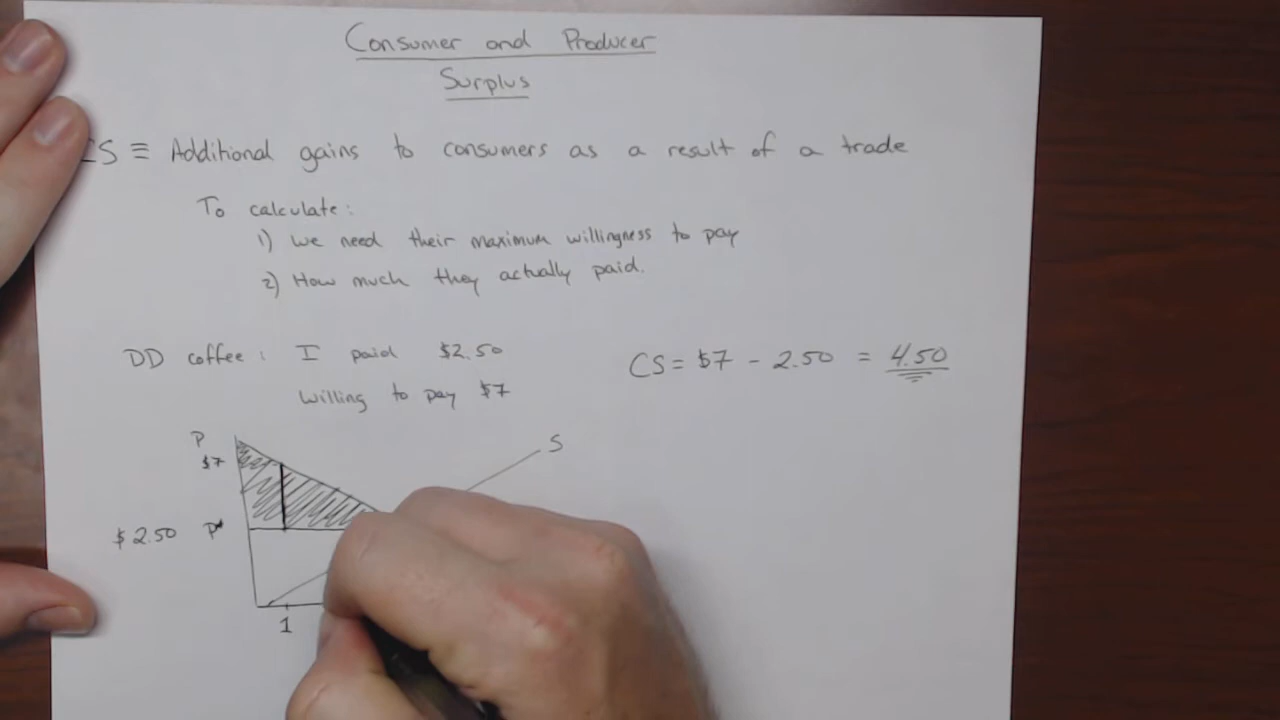 Consumer and Producer
Surplus
CS ≡ Additional gains to consumers as a result of a trade
To calculate:
1) we need their maximum willingness to pay
2) How much they actually paid.
DD coffee: I paid $2.50
CS = $7 - 2.50 = 4.50
willing to pay $7
P
$7
S
$2.50 P*
1